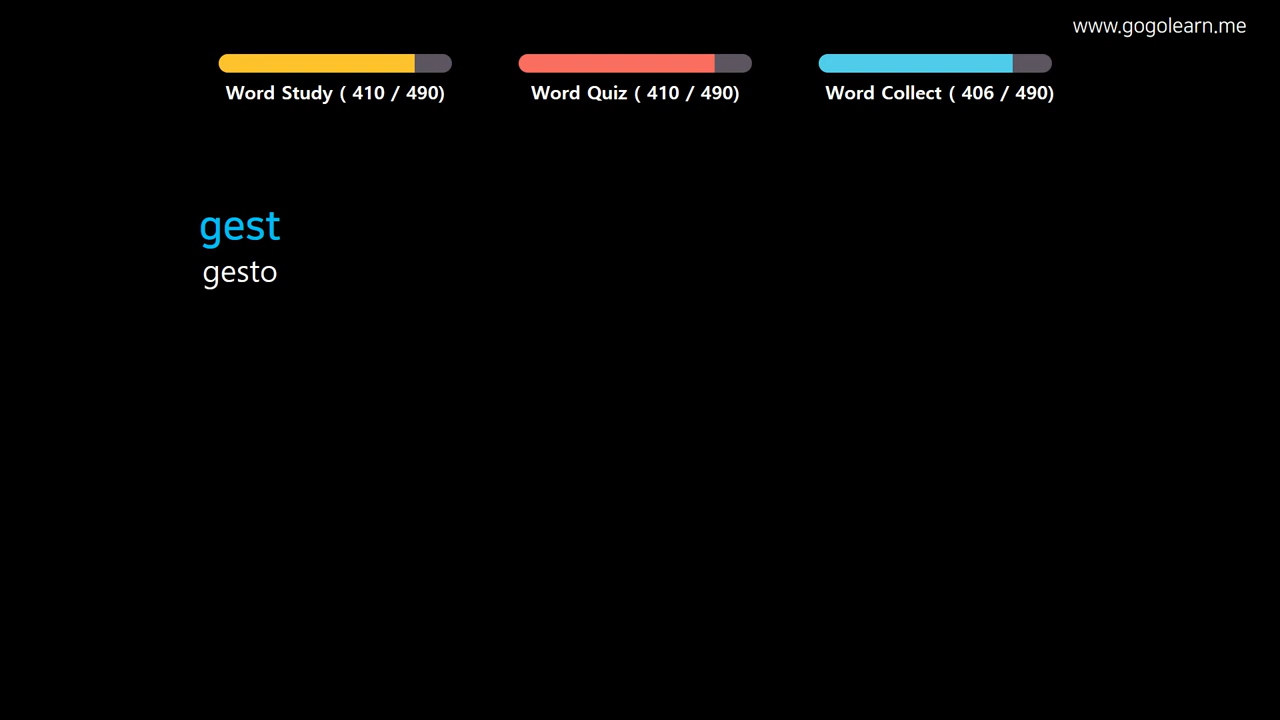 www.gogolearn.me
Word Study ( 410 / 490)
Word Quiz ( 410 / 490)
Word Collect ( 406 / 490)
gest
gesto